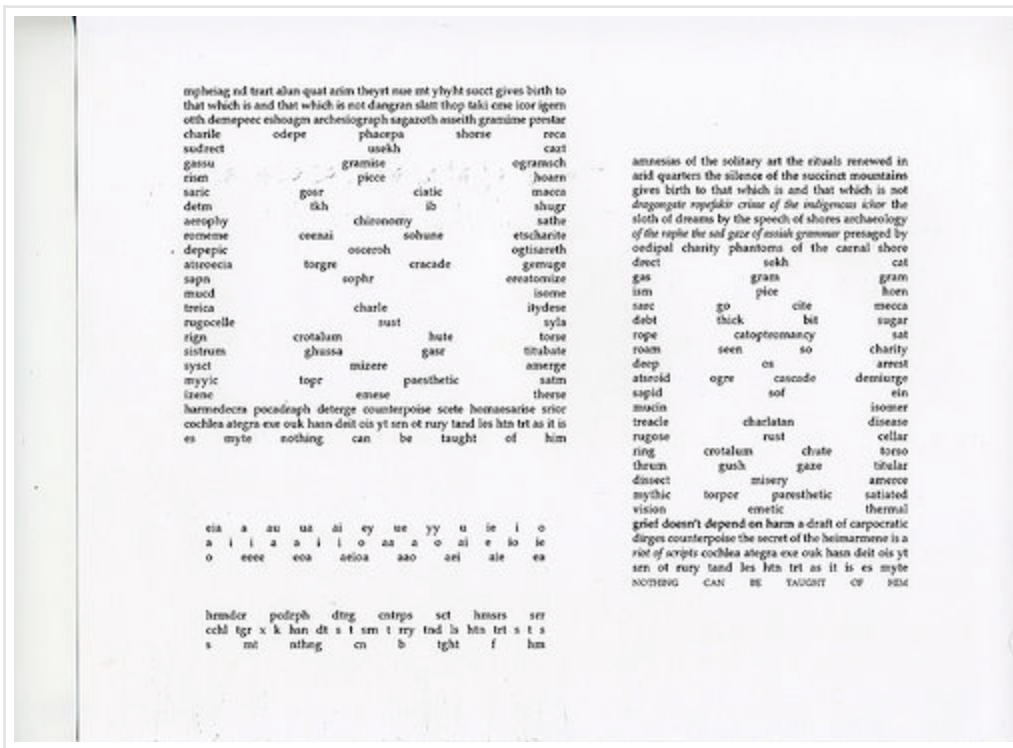 mpheiag nd trart alun quat arim theyrt nue mt yhyht succt gives birth to
that which is and that which is not dangran slatt thop taki cme icor igern
otth demepeec eshoagm archesiograph sagazoth asseith gramime prestar
charile odepe phacepa shorse reca
sudrect usekh cazt
gassu gramise ogramsch
rism picce hoarn
saric gosr ciatic macca
detm tkh ib shugr
aerophy chironomy sathe
eomeme ceenai sohune etscharite
depepic osceroh ogtisareth
atsroecia torgre cracade gemuge
sapn sophr ereatomize
mucd isome
treica charle itydese
rugocelle sust syla
rign crotalum hute torse
sistrum ghussa gase titubate
sysct mizere amerge
myyic topr paesthetic satm
izene emese therse
harmedecra pocadraph deterge counterpoise scete homaesarise srior
cochlea ategra exe ouk hasn deit ois yt srn ot rury tand les htn trt as it is
es myte nothing can be taught of him
eia a au ua ai ey ue yy u ie i o
a i i a a i i o aa a o ai e io ie
o eeee eoa aeioa aao aei aie ea
hrmdcr podrph dtrg cntrps sct hmsrs srr
cchl tgr x k hsn dt s t srn t rry tnd ls htn trt s t s
s mt nthng cn b tght f hm
amnesias of the solitary art the rituals renewed in
arid quarters the silence of the succinct mountains
gives birth to that which is and that which is not
dragongate ropefakir crime of the indigenous ichor the
sloth of dreams by the speech of shores archaeology
of the raphe the sad gaze of assiah grammar presaged by
oedipal charity phantoms of the carnal shore
direct sekh cat
gas gram gram
ism pice hoen
sarc go cite mecca
debt thick bit sugar
rope catoptromancy sat
roam seen so charity
deep os arrest
atsroid ogre cascade demiurge
sapid sof ein
mucin isomer
treacle charlatan disease
rugose rust cellar
ring crotalum chute torso
thrum gush gaze titular
dissect misery amerce
mythic torpor paresthetic satiated
vision emetic thermal
grief doesn't depend on harm a draft of carpocratic
dirges counterpoise the secret of the heimarmene is a
riot of scripts cochlea ategra exe ouk hasn deit ois yt
srn ot rury tand les htn trt as it is es myte
NOTHING CAN BE TAUGHT OF HIM